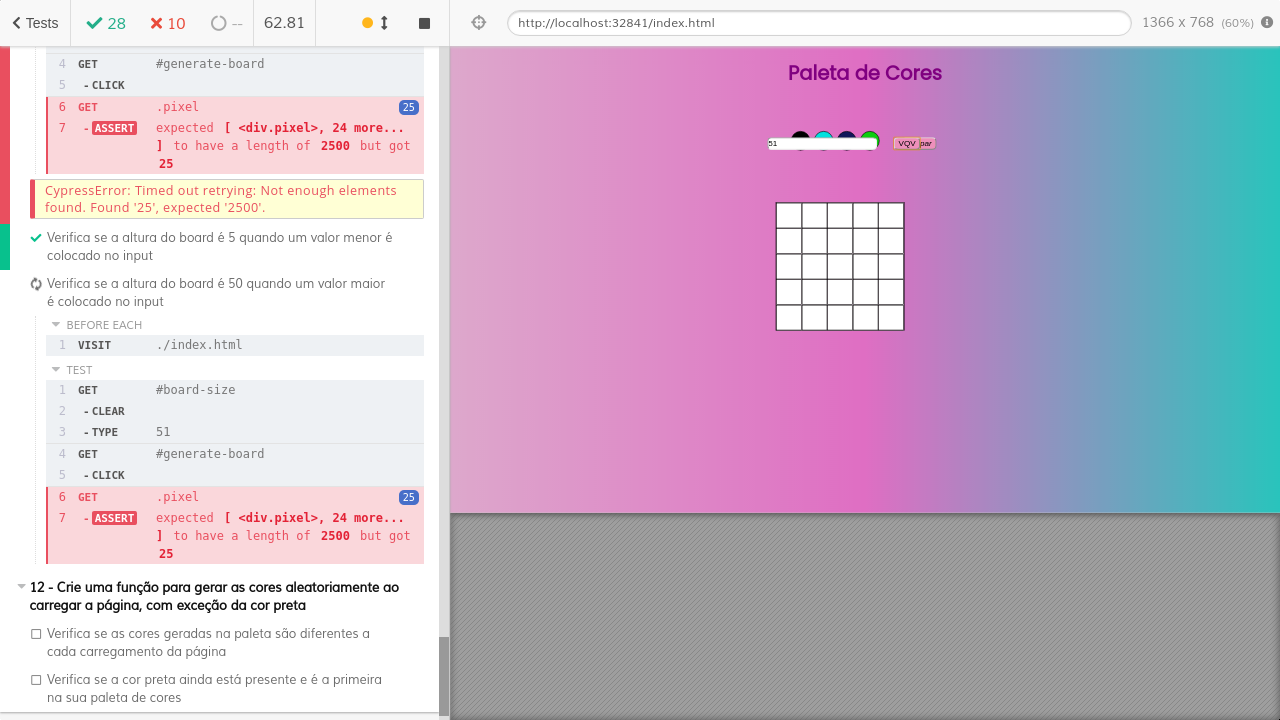 Tests
28
10
--
62.81
http://localhost:32841/index.html
1366 x 768 (60%)
4 GET #generate-board
5 - CLICK
6 GET .pixel 25
7 - ASSERT expected [ <div.pixel>, 24 more...
] to have a length of 2500 but got
25
CypressError: Timed out retrying: Not enough elements
found. Found '25', expected '2500'.
Verifica se a altura do board é 5 quando um valor menor é
colocado no input
Verifica se a altura do board é 50 quando um valor maior
é colocado no input
BEFORE EACH
1 VISIT ./index.html
TEST
1 GET #board-size
2 - CLEAR
3 - TYPE 51
4 GET #generate-board
5 - CLICK
6 GET .pixel 25
7 - ASSERT expected [ <div.pixel>, 24 more...
] to have a length of 2500 but got
25
12 - Crie uma função para gerar as cores aleatoriamente ao
carregar a página, com exceção da cor preta
Verifica se as cores geradas na paleta são diferentes a
cada carregamento da página
Verifica se a cor preta ainda está presente e é a primeira
na sua paleta de cores
Paleta de Cores
51
VQV par